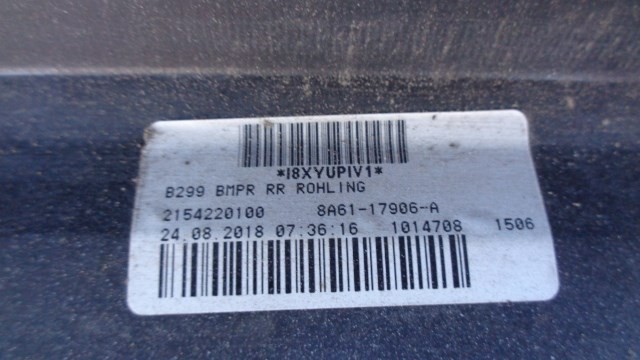 *I8XYUPIV1*
B299 BMPR RR ROHLING
2154220100 8A61-17906-A
24.08.2018 07:36:16 1014708 1506